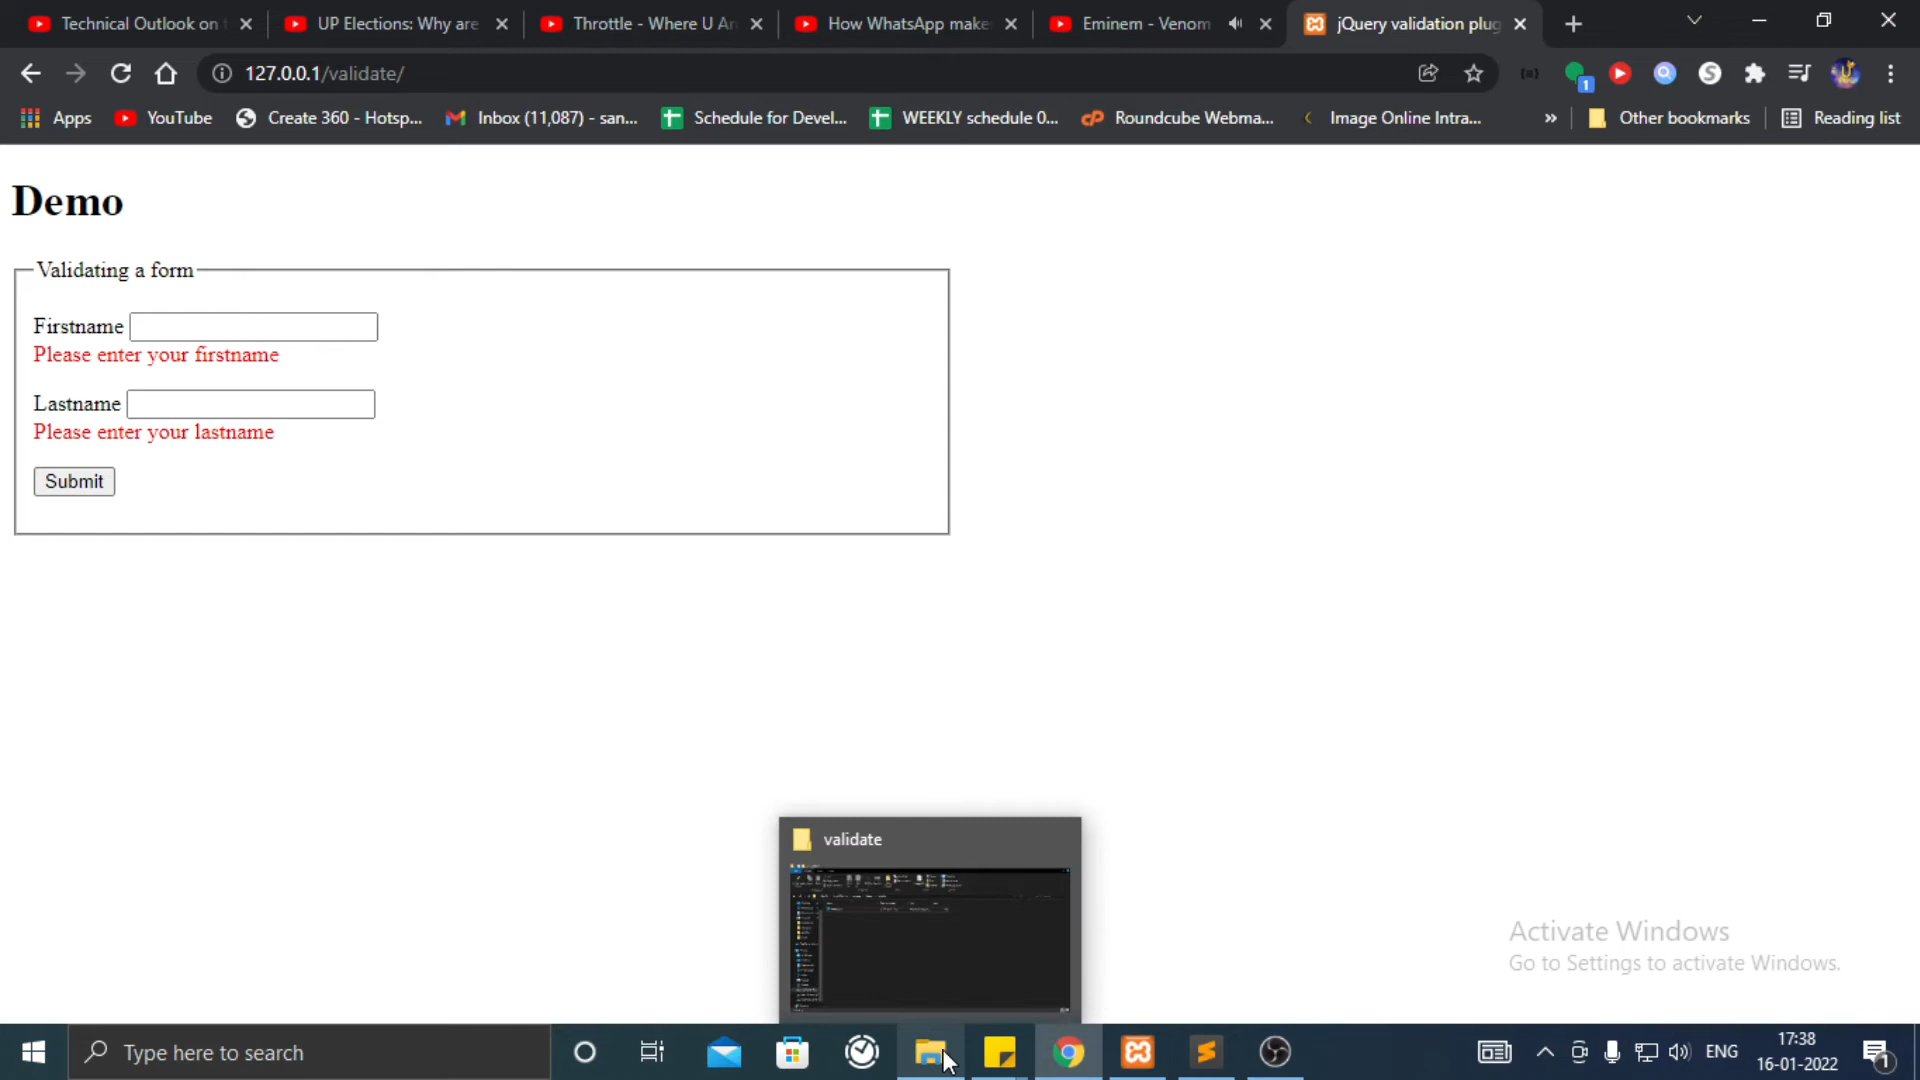 Technical Outlook on
UP Elections: Why are
Throttle - Where U Ar
How WhatsApp make
Eminem - Venom
jQuery validation plug
127.0.0.1/validate/
1
Apps
YouTube
Create 360 - Hotsp...
Inbox (11,087) - san...
Schedule for Devel...
WEEKLY schedule 0...
Roundcube Webma...
Image Online Intra...
»
Other bookmarks
Reading list
Demo
Validating a form
Firstname
Please enter your firstname
Lastname
Please enter your lastname
Submit
validate
Activate Windows
Go to Settings to activate Windows.
Type here to search
ENG
17:38
16-01-2022
1